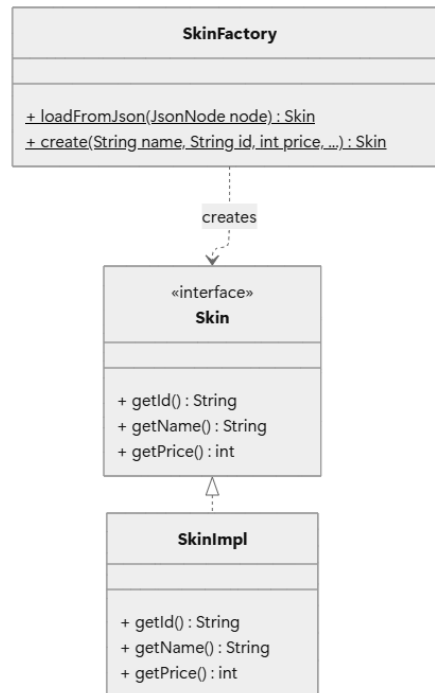 SkinFactory
+ loadFromJson(JsonNode node) : Skin
+ create(String name, String id, int price, ...) : Skin
creates
«interface»
Skin
+ getId() : String
+ getName() : String
+ getPrice() : int
SkinImpl
+ getId() : String
+ getName() : String
+ getPrice() : int